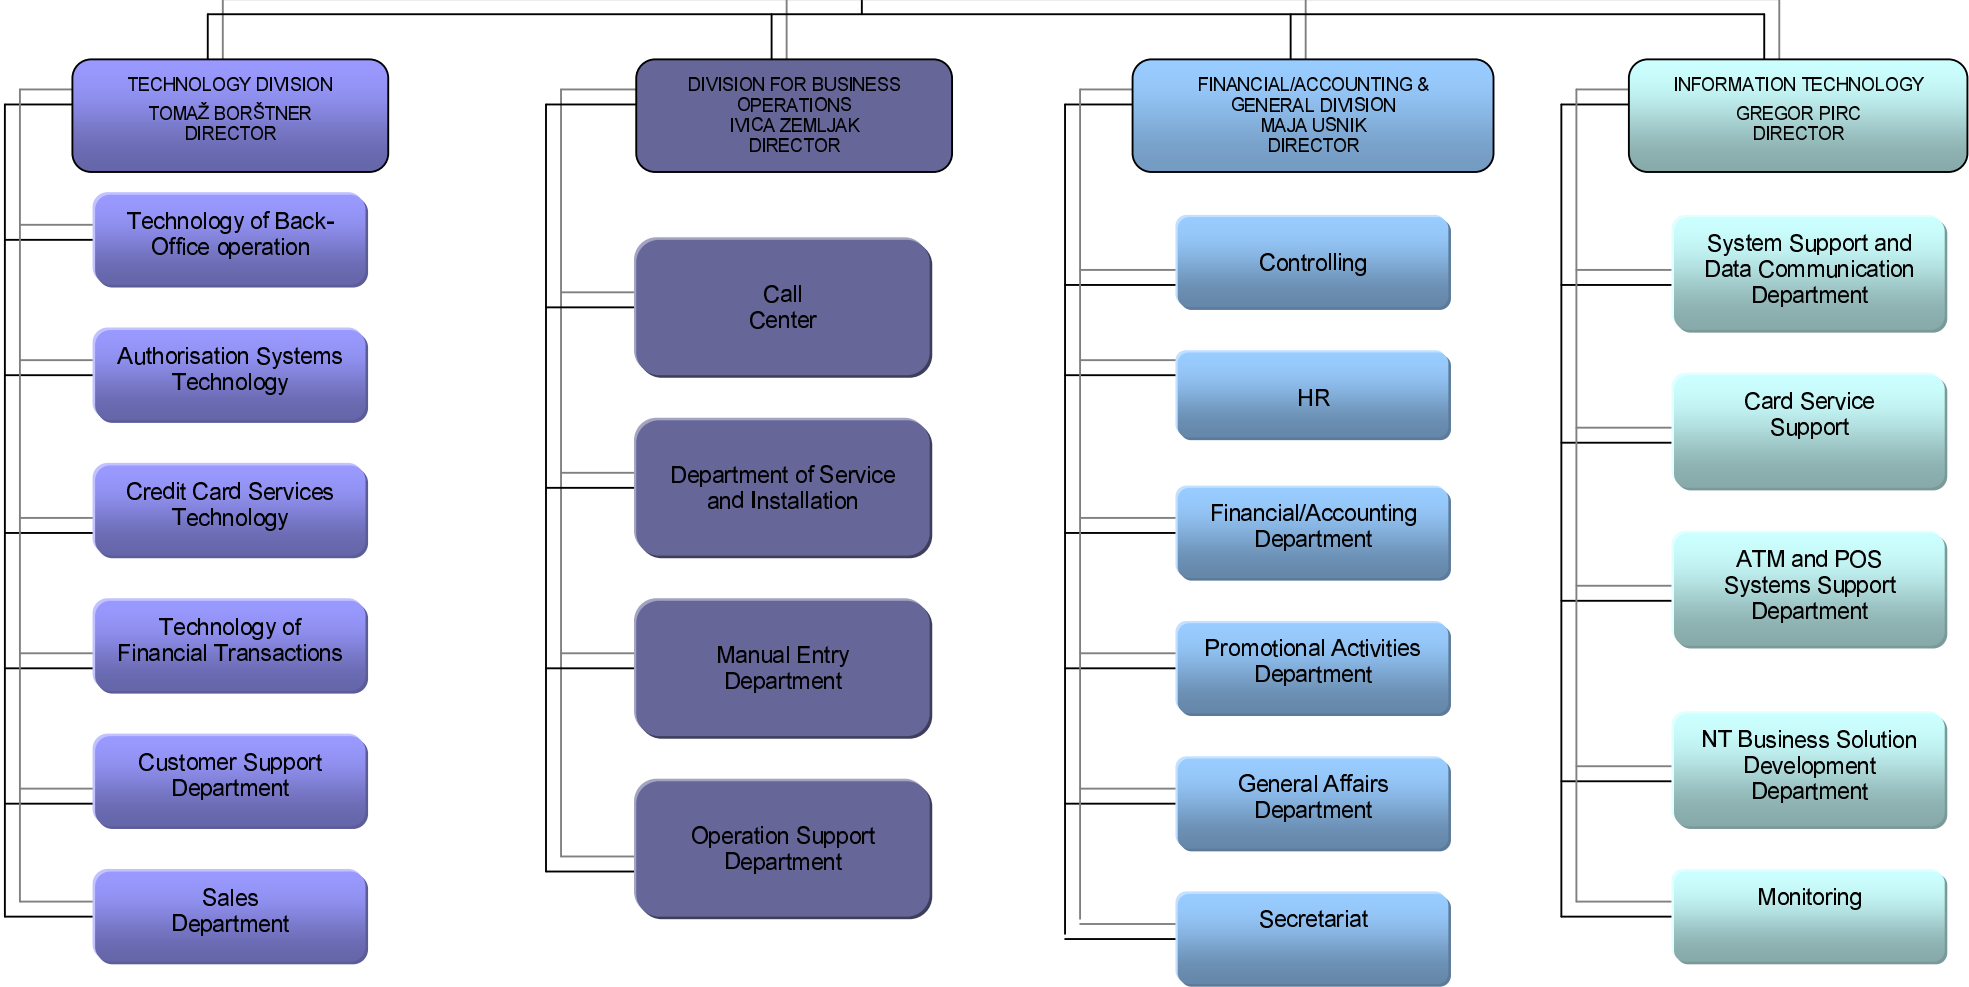 TECHNOLOGY DIVISION
TOMAŽ BORŠTNER
DIRECTOR
Technology of Back-
Office operation
Authorisation Systems
Technology
Credit Card Services
Technology
Technology of
Financial Transactions
Customer Support
Department
Sales
Department
DIVISION FOR BUSINESS
OPERATIONS
IVICA ZEMLJAK
DIRECTOR
Call
Center
Department of Service
and Installation
Manual Entry
Department
Operation Support
Department
FINANCIAL/ACCOUNTING &
GENERAL DIVISION
MAJA USNIK
DIRECTOR
Controlling
HR
Financial/Accounting
Department
Promotional Activities
Department
General Affairs
Department
Secretariat
INFORMATION TECHNOLOGY
GREGOR PIRC
DIRECTOR
System Support and
Data Communication
Department
Card Service
Support
ATM and POS
Systems Support
Department
NT Business Solution
Development
Department
Monitoring